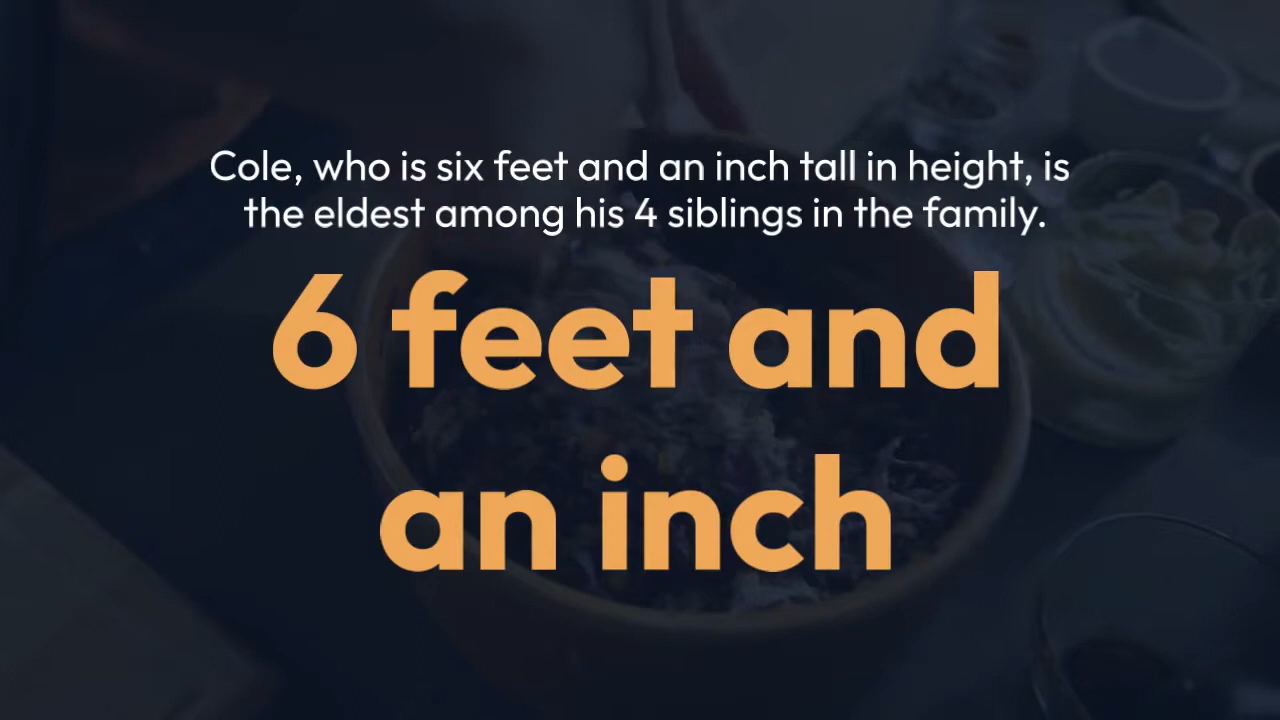 Cole, who is six feet and an inch tall in height, is
the eldest among his 4 siblings in the family.
6 feet and
an inch